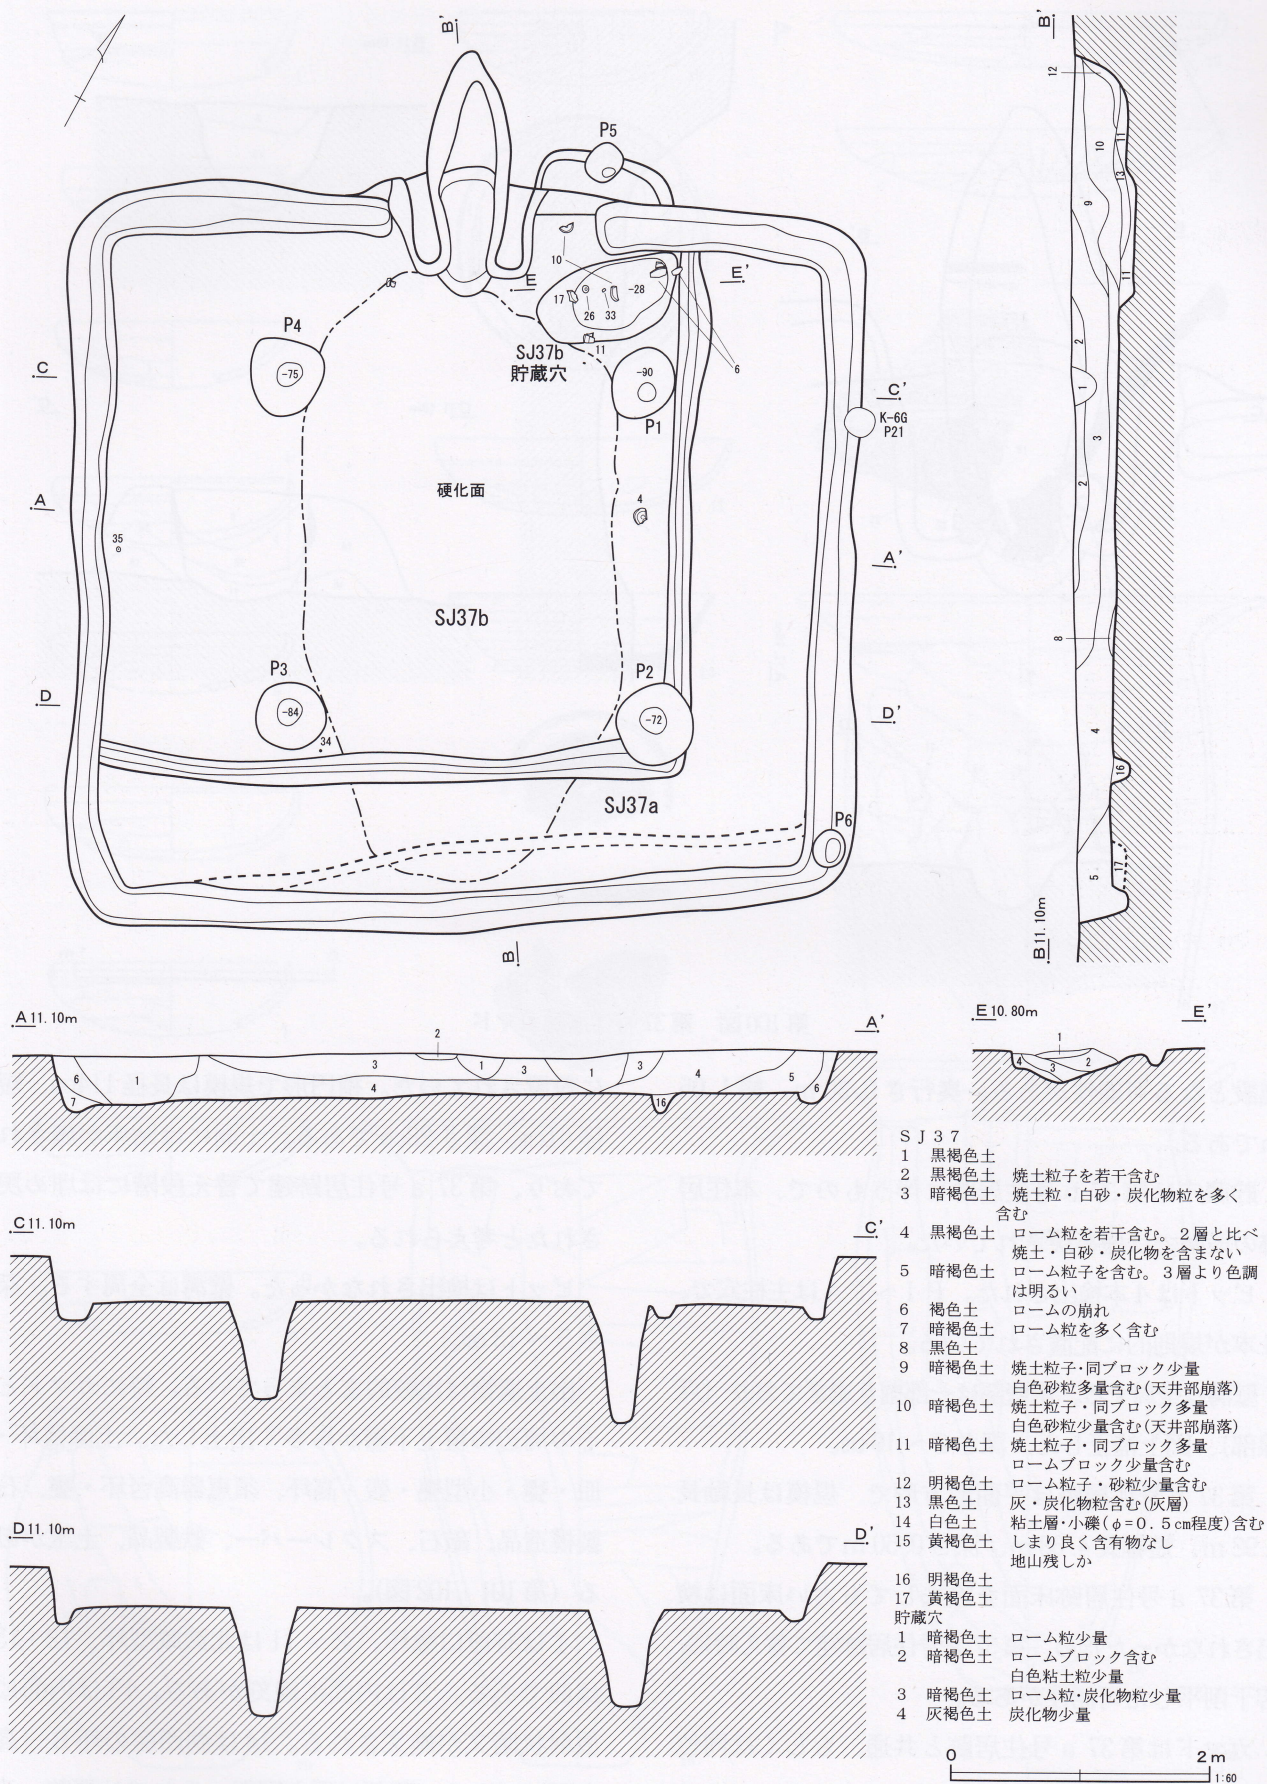 B'
B'
12
P5
10
11
13
9
10
E
E'
11
17
-28
26
33
P4
11
SJ37b
貯蔵穴
2
6
C
-75
-90
C'
1
P1
K-6G
P21
3
硬化面
A
4
2
35
A'
SJ37b
8
P3
P2
D
-84
-72
D'
4
34
16
SJ37a
P6
17
5
B
B 11.10m
A 11.10m
A'
E 10.80m
E'
2
1
3
6
1
1
3
1
3
4
5
6
4
3
2
7
4
16
C 11.10m
C'
D 11.10m
D'
SJ37
1 黒褐色土
2 黒褐色土 焼土粒子を若干含む
3 暗褐色土 焼土粒・白砂・炭化物粒を多く
含む
4 黒褐色土 ローム粒を若干含む。2層と比べ
焼土・白砂・炭化物を含まない
5 暗褐色土 ローム粒子を含む。3層より色調
は明るい
6 褐色土 ロームの崩れ
7 暗褐色土 ローム粒を多く含む
8 黒色土
9 暗褐色土 焼土粒子・同ブロック少量
白色砂粒多量含む(天井部崩落)
10 暗褐色土 焼土粒子・同ブロック多量
白色砂粒少量含む(天井部崩落)
11 暗褐色土 焼土粒子・同ブロック多量
ロームブロック少量含む
12 明褐色土 ローム粒子・砂粒少量含む
13 黒色土 灰・炭化物粒含む(灰層)
14 白色土 粘土層・小礫(φ=0.5㎝程度)含む
15 黄褐色土 しまり良く含有物なし
地山残しか
16 明褐色土
17 黄褐色土
貯蔵穴
1 暗褐色土 ローム粒少量
2 暗褐色土 ロームブロック含む
白色粘土粒少量
3 暗褐色土 ローム粒・炭化物粒少量
4 灰褐色土 炭化物少量
0 2m
1:60